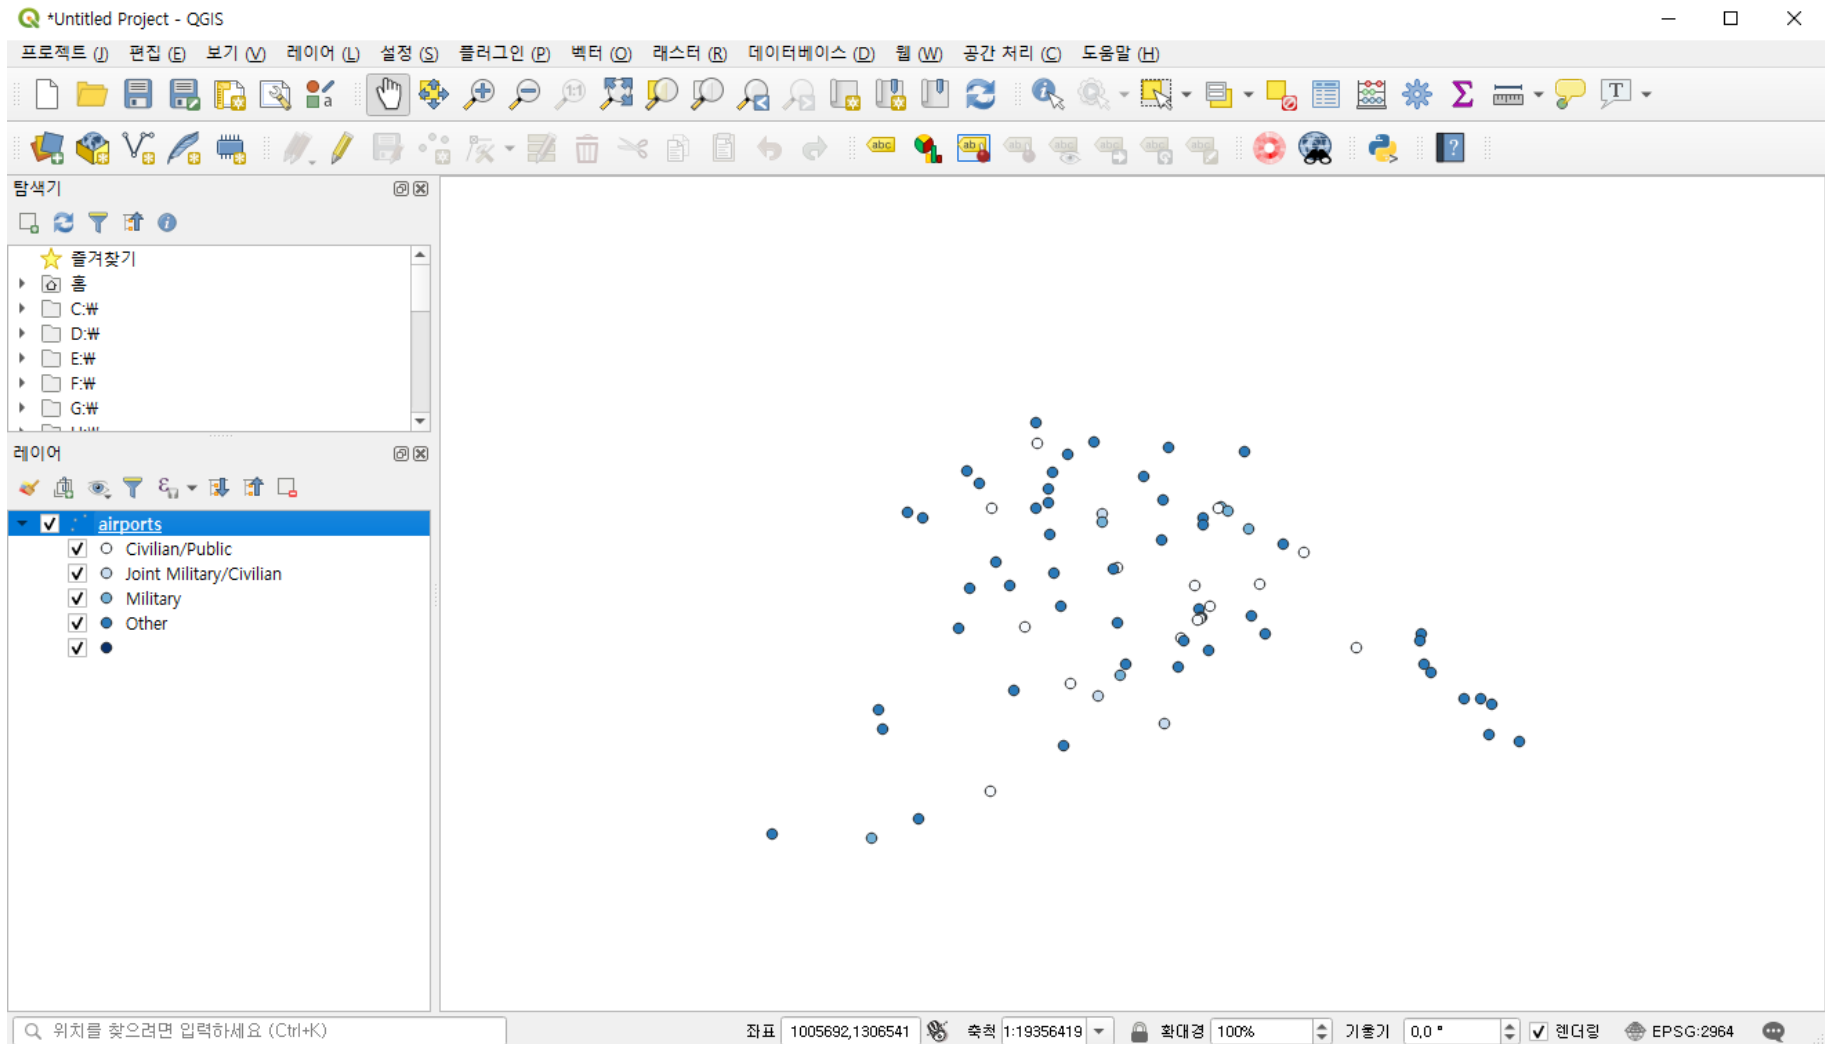 *Untitled Project - QGIS
프로젝트 (J) 편집 (E) 보기 (V) 레이어 (L) 설정 (S) 플러그인 (P) 벡터 (O) 래스터 (R) 데이터베이스 (D) 웹 (W) 공간 처리 (C) 도움말 (H)
탐색기
즐겨찾기
홈
C:₩
D:₩
E:₩
F:₩
G:₩
레이어
airports
Civilian/Public
Joint Military/Civilian
Military
Other
위치를 찾으려면 입력하세요 (Ctrl+K) 좌표 1005692,1306541 축척 1:19356419 확대경 100% 기울기 0,0 ° 렌더링 EPSG:2964